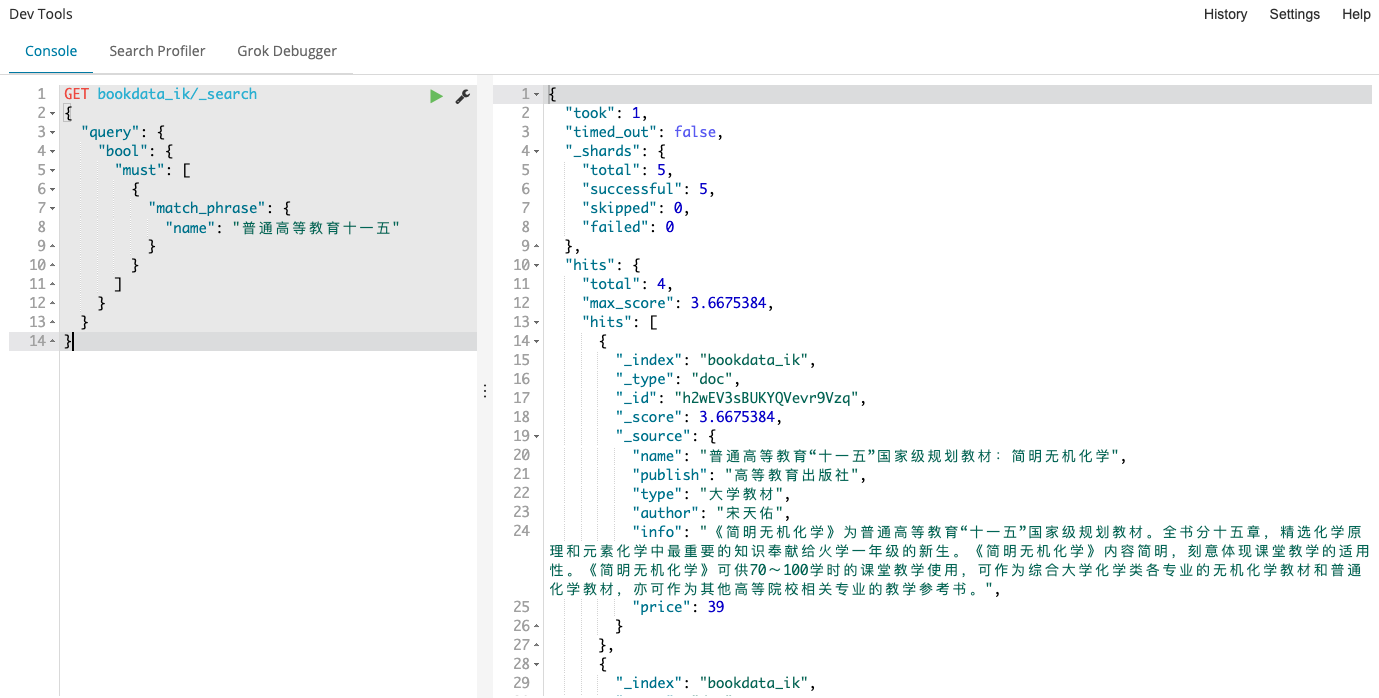 Dev Tools
History Settings Help
Console Search Profiler Grok Debugger
1 GET bookdata_ik/_search
2 {
3 "query": {
4 "bool": {
5 "must": [
6 {
7 "match_phrase": {
8 "name": "普通高等教育十一五"
9 }
10 }
11 ]
12 }
13 }
14 }
1 {
2 "took": 1,
3 "timed_out": false,
4 "_shards": {
5 "total": 5,
6 "successful": 5,
7 "skipped": 0,
8 "failed": 0
9 },
10 "hits": {
11 "total": 4,
12 "max_score": 3.6675384,
13 "hits": [
14 {
15 "_index": "bookdata_ik",
16 "_type": "doc",
17 "_id": "h2wEV3sBUKYQVevr9Vzq",
18 "_score": 3.6675384,
19 "_source": {
20 "name": "普通高等教育“十一五”国家级规划教材：简明无机化学",
21 "publish": "高等教育出版社",
22 "type": "大学教材",
23 "author": "宋天佑",
24 "info": "《简明无机化学》为普通高等教育“十一五”国家级规划教材。全书分十五章，精选化学原
理和元素化学中最重要的知识奉献给火学一年级的新生。《简明无机化学》内容简明，刻意体现课堂教学的适用
性。《简明无机化学》可供70～100学时的课堂教学使用，可作为综合大学化学类各专业的无机化学教材和普通
化学教材，亦可作为其他高等院校相关专业的教学参考书。",
25 "price": 39
26 }
27 },
28 {
29 "_index": "bookdata_ik",